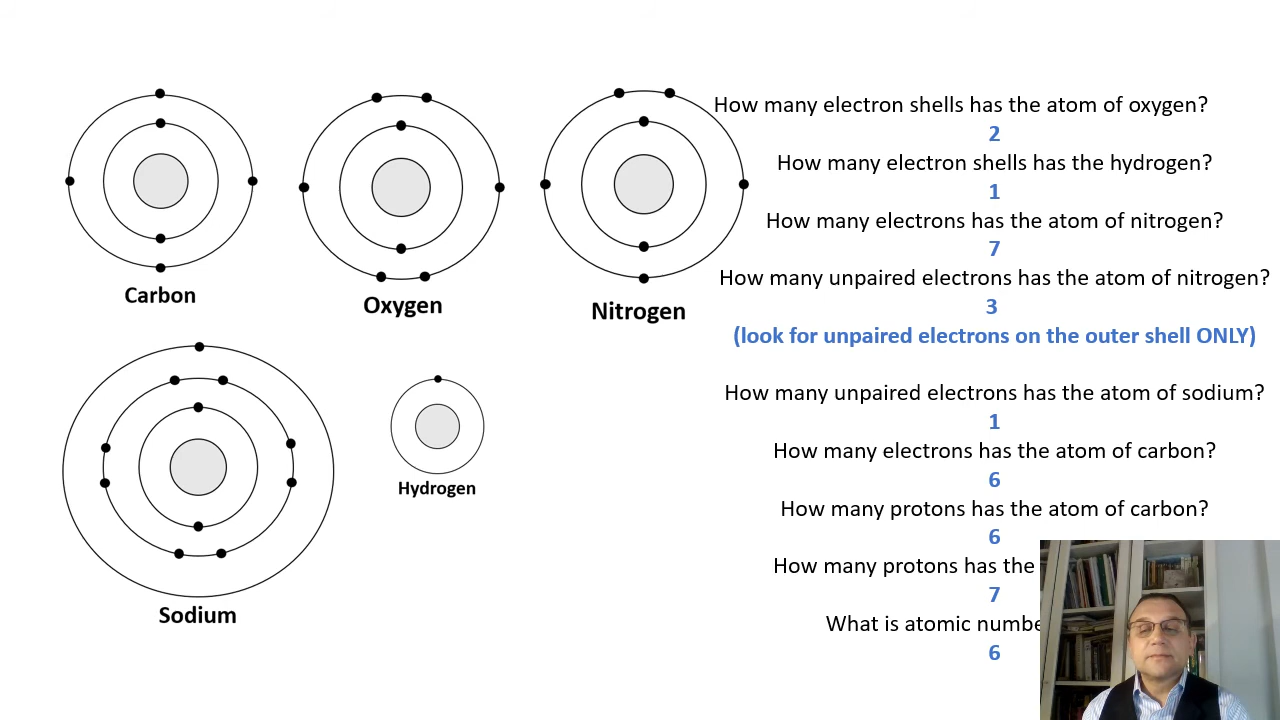 Carbon
Oxygen
Nitrogen
Sodium
Hydrogen
How many electron shells has the atom of oxygen?
2
How many electron shells has the hydrogen?
1
How many electrons has the atom of nitrogen?
7
How many unpaired electrons has the atom of nitrogen?
3
(look for unpaired electrons on the outer shell ONLY)
How many unpaired electrons has the atom of sodium?
1
How many electrons has the atom of carbon?
6
How many protons has the atom of carbon?
6
How many protons has the
7
What is atomic
6